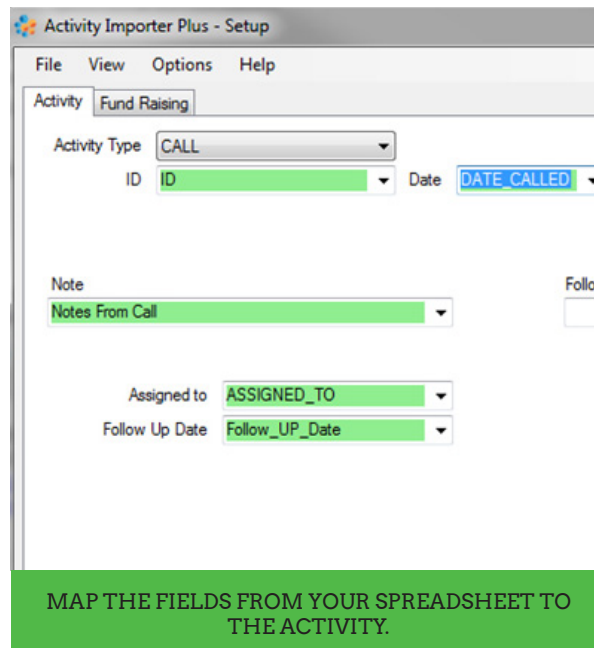 Activity Importer Plus - Setup
File View Options Help
Activity Fund Raising
Activity Type CALL
ID ID Date DATE_CALLED
Note Follo
Notes From Call
Assigned to ASSIGNED_TO
Follow Up Date Follow_UP_Date
MAP THE FIELDS FROM YOUR SPREADSHEET TO
THE ACTIVITY.